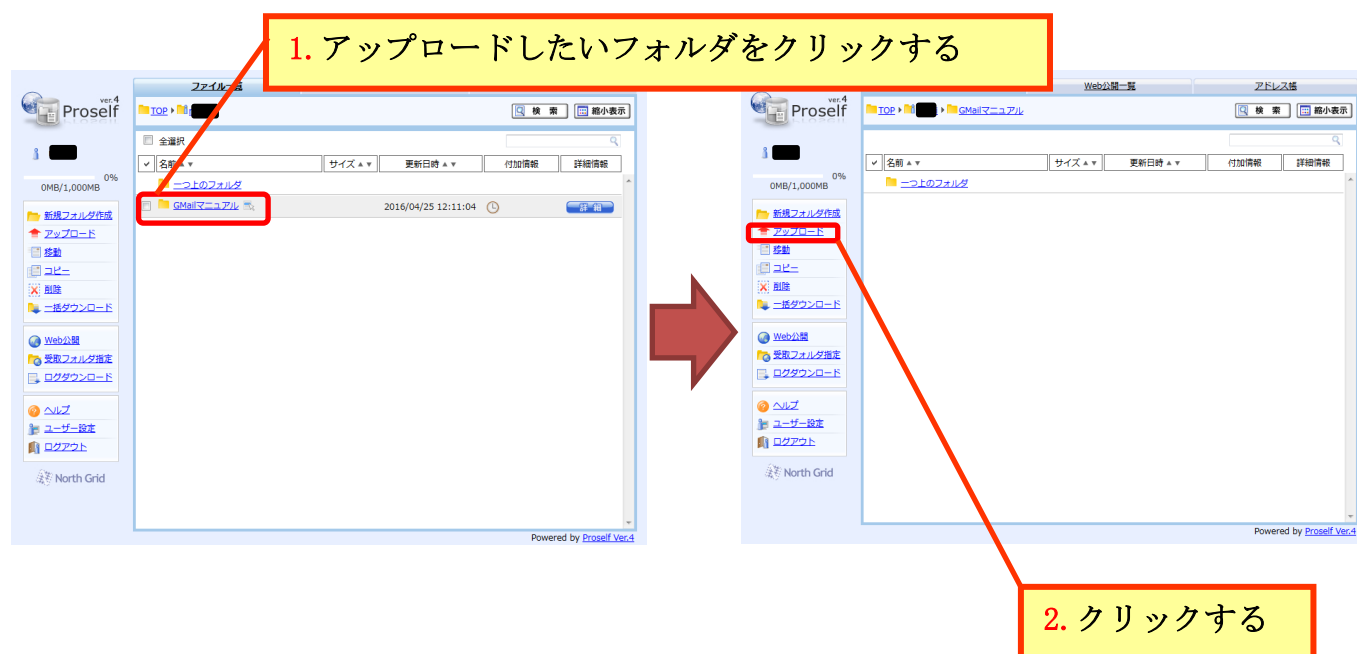 1. アップロードしたいフォルダをクリックする
ファイル一覧
ver.4
Proself
TOP
検 索
縮小表示
全選択
名前 ▲ ▼ サイズ ▲ ▼ 更新日時 ▲ ▼ 付加情報 詳細情報
0%
0MB/1,000MB
一つ上のフォルダ
GMailマニュアル 2016/04/25 12:11:04 詳 細
新規フォルダ作成
アップロード
移動
コピー
削除
一括ダウンロード
Web公開
受取フォルダ指定
ログダウンロード
ヘルプ
ユーザー設定
ログアウト
North Grid
Powered by Proself Ver.4
Web公開一覧
アドレス帳
ver.4
Proself
TOP
GMailマニュアル
検 索
縮小表示
名前 ▲ ▼ サイズ ▲ ▼ 更新日時 ▲ ▼ 付加情報 詳細情報
0%
0MB/1,000MB
一つ上のフォルダ
新規フォルダ作成
アップロード
移動
コピー
削除
一括ダウンロード
Web公開
受取フォルダ指定
ログダウンロード
ヘルプ
ユーザー設定
ログアウト
North Grid
Powered by Proself Ver.4
2. クリックする